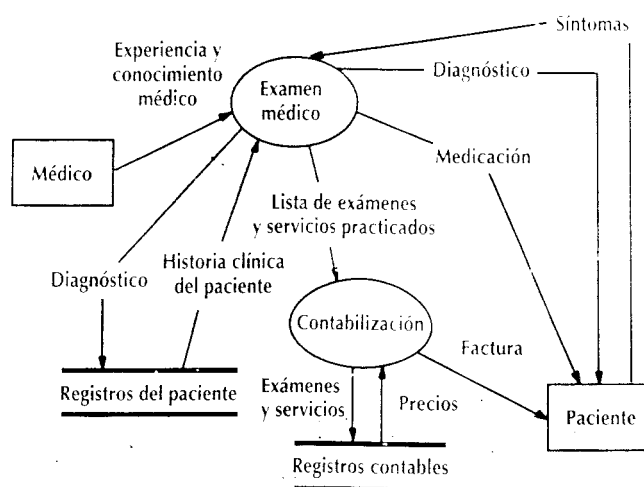 Síntomas
Experiencia y
conocimiento
médico
Examen
médico
Diagnóstico
Médico
Medicación
Lista de exámenes
y servicios practicados
Diagnóstico
Historia clínica
del paciente
Contabilización
Factura
Registros del paciente
Exámenes
y servicios
Precios
Paciente
Registros contables